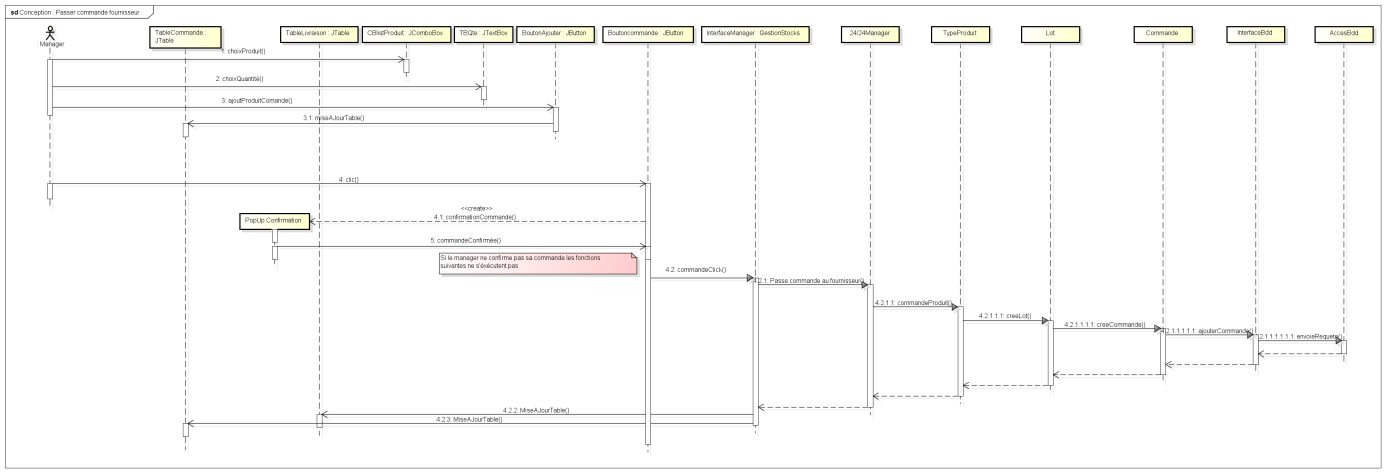 sd Conception : Passer commande fournisseur
Manager
TableCommande :
JTable
TableLivraison : JTable
CBlistProduit : JComboBox
TBQte : JTextBox
BoutonAjouter : JButton
Boutoncommande : JButton
InterfaceManager : GestionStocks
24/24Manager
TypeProduit
Lot
Commande
InterfaceBdd
AccesBdd
1: choixProduit()
2: choixQuantité()
3: ajoutProduitComande()
3.1: miseAJourTable()
4: clic()
<<create>>
4.1: confirmationCommande()
PopUp Confirmation
5: commandeConfirmée()
Si le manager ne confirme pas sa commande les fonctions
suivantes ne s'éxécutent pas
4.2: commandeClick()
4.2.1: Passe commande au fournisseur()
4.2.1.1: commandeProduit()
4.2.1.1.1: creeLot()
4.2.1.1.1.1: creeCommande()
4.2.1.1.1.1.1: ajouterCommande()
2.1.1.1.1.1.1: envoieRequete()
4.2.2: MiseAJourTable()
4.2.3: MiseAJourTable()